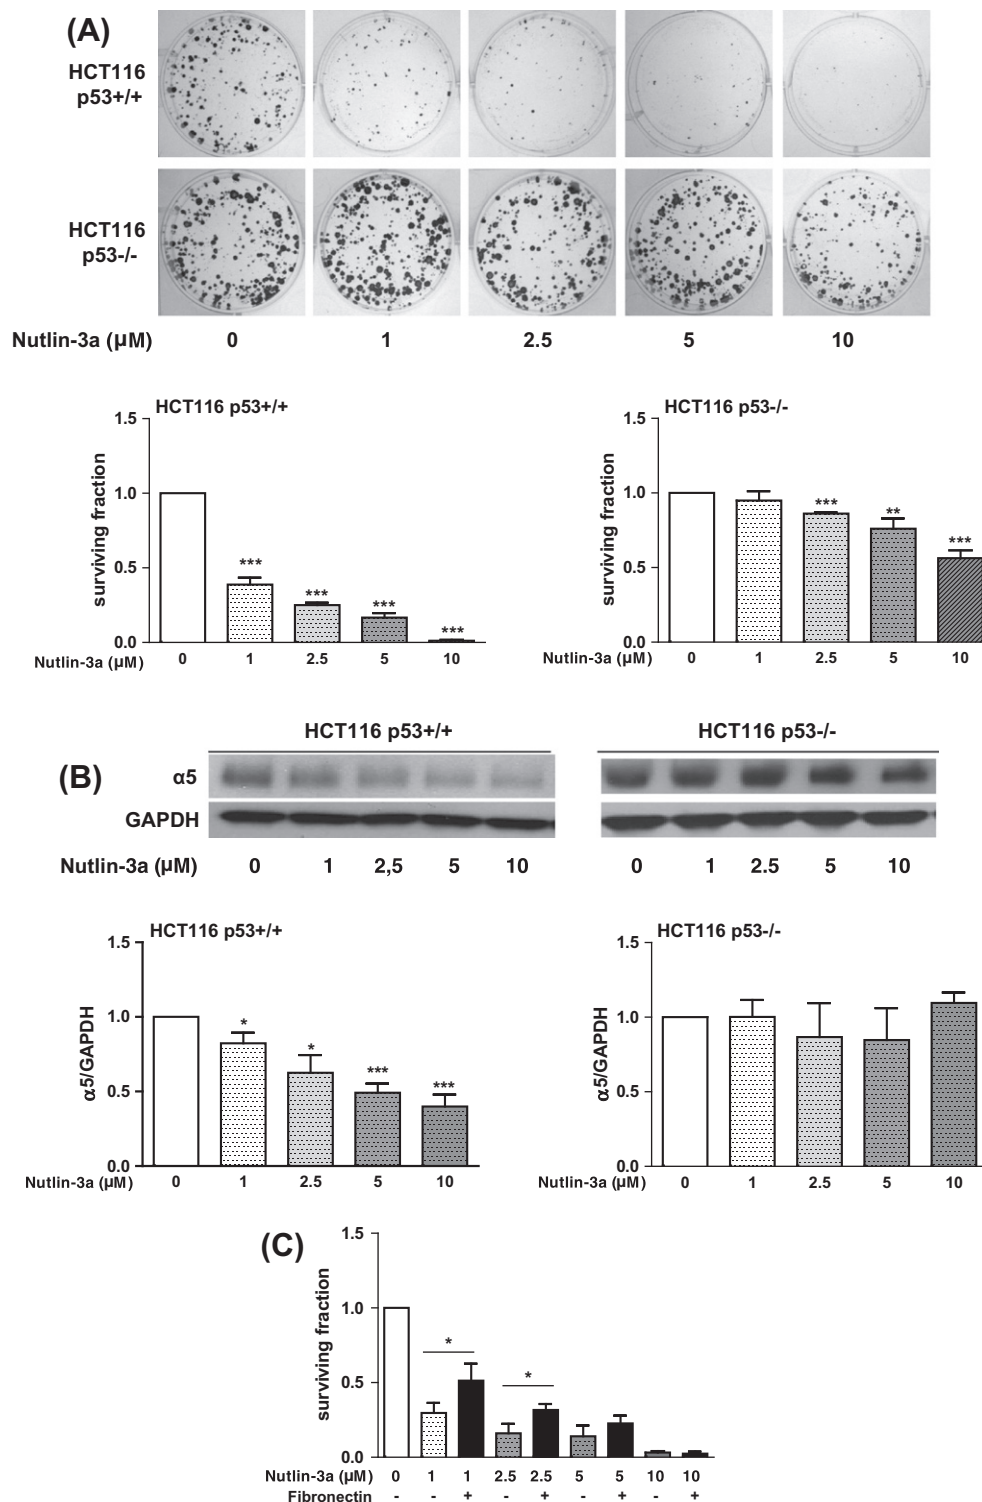 (A)
HCT116
p53+/+
HCT116
p53-/-
Nutlin-3a (µM) 0 1 2.5 5 10
HCT116 p53+/+
1.5
1.0
0.5
0.0
surviving fraction
*** *** *** ***
Nutlin-3a (µM) 0 1 2.5 5 10
HCT116 p53-/-
1.5
1.0
0.5
0.0
surviving fraction
*** ** ***
Nutlin-3a (µM) 0 1 2.5 5 10
(B)
HCT116 p53+/+
HCT116 p53-/-
α5
GAPDH
Nutlin-3a (µM) 0 1 2,5 5 10 0 1 2.5 5 10
HCT116 p53+/+
1.5
1.0
0.5
0.0
α5/GAPDH
* * *** ***
Nutlin-3a (µM) 0 1 2.5 5 10
HCT116 p53-/-
1.5
1.0
0.5
0.0
α5/GAPDH
Nutlin-3a (µM) 0 1 2.5 5 10
(C)
1.5
1.0
0.5
0.0
surviving fraction
* *
Nutlin-3a (µM) 0 1 1 2.5 2.5 5 5 10 10
Fibronectin - - + - + - + - +